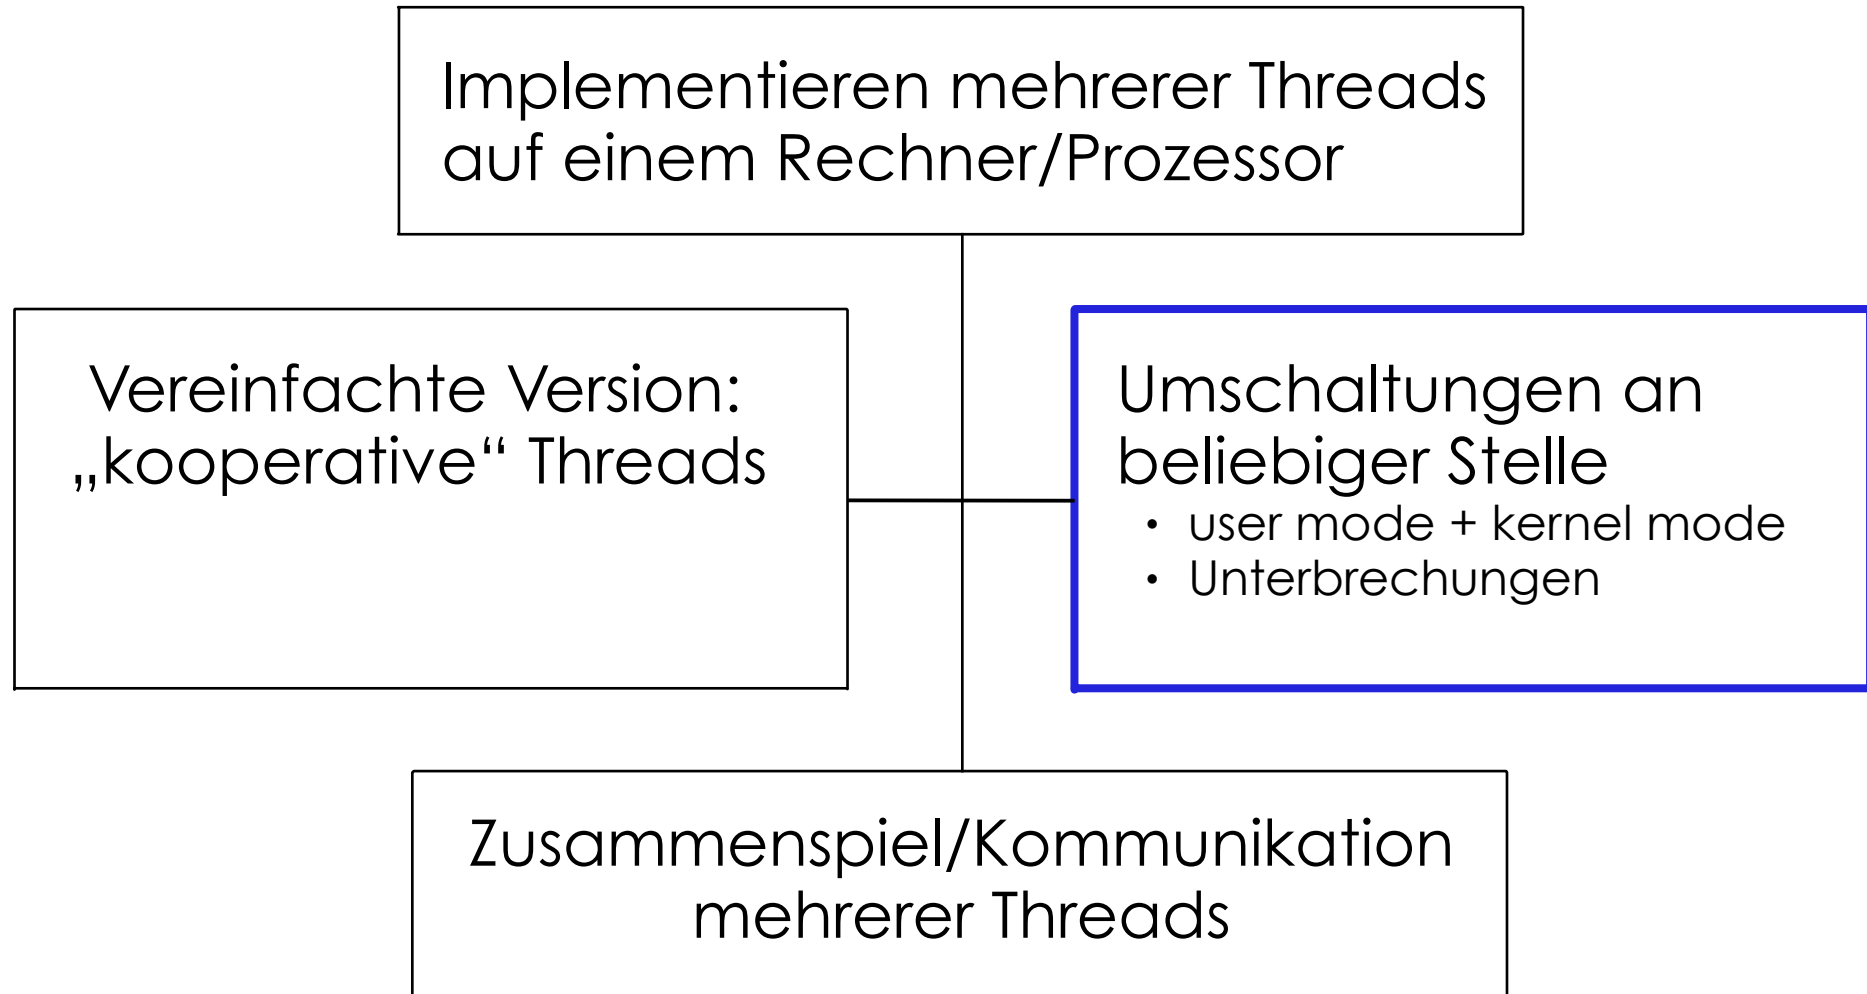 Implementieren mehrerer Threads
auf einem Rechner/Prozessor
Vereinfachte Version:
„kooperative“ Threads
Umschaltungen an
beliebiger Stelle
• user mode + kernel mode
• Unterbrechungen
Zusammenspiel/Kommunikation
mehrerer Threads